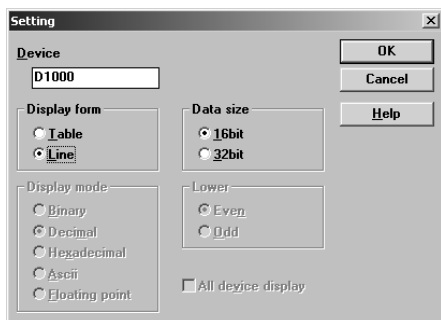 Setting
Device
D1000
OK
Cancel
Help
Display form
Table
Line
Data size
16bit
32bit
Display mode
Binary
Decimal
Hexadecimal
Ascii
Floating point
Lower
Even
Odd
All device display